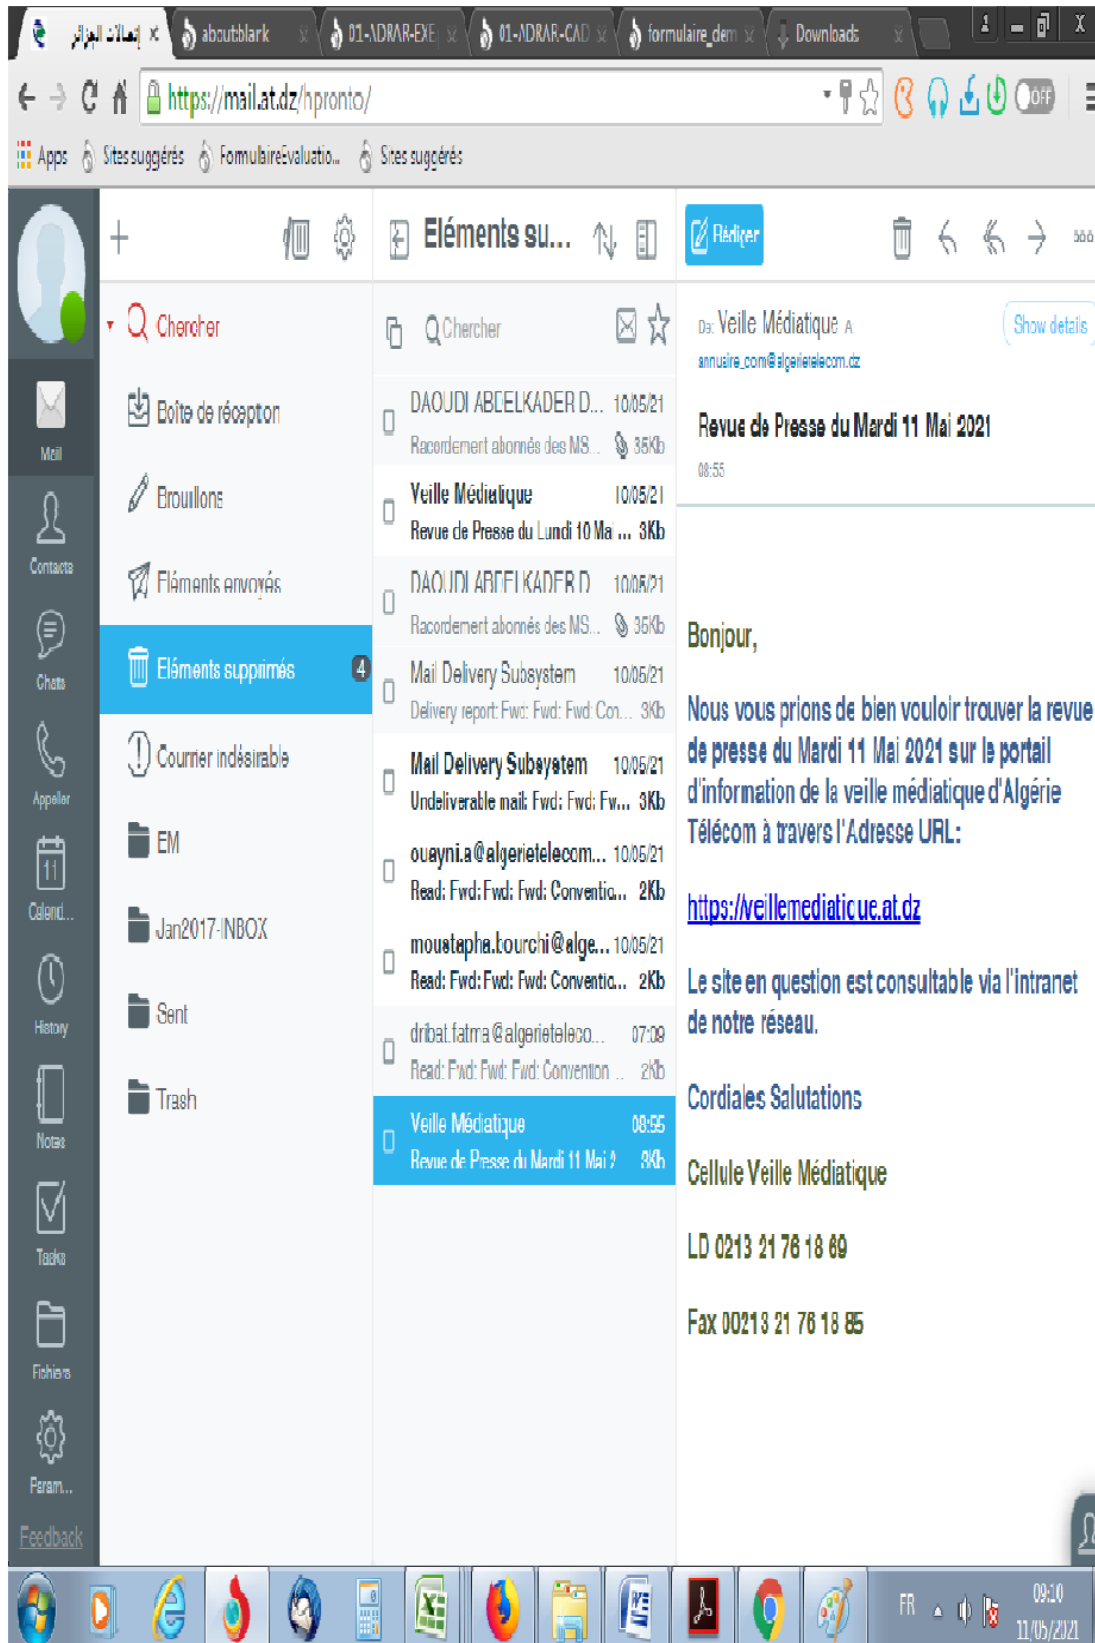 إتصالات الجزائر
about:blank
01-ADRAR-EXE
01-ADRAR-CAD
formulaire_dem
Downloads
https://mail.at.dz/hpronto/
OFF
Apps
Sites suggérés
FormulaireEvaluatio...
Sites suggérés
Mail
Contacts
Chats
Appeller
11
Calend...
History
Notes
Tasks
Fichiers
Param...
Feedback
Chercher
Boîte de réception
Brouillons
Eléments envoyés
Eléments supprimés 4
Courrier indésirable
EM
Jan2017-INBOX
Sent
Trash
Eléments su...
Chercher
DAOUDI ABDELKADER D... 10/05/21
Racordement abonnés des MS... 35Kb
Veille Médiatique 10/05/21
Revue de Presse du Lundi 10 Mai ... 3Kb
DAOUDI ABDELKADER D 10/05/21
Racordement abonnés des MS... 35Kb
Mail Delivery Subsystem 10/05/21
Delivery report: Fwd: Fwd: Fwd: Con... 3Kb
Mail Delivery Subsystem 10/05/21
Undeliverable mail: Fwd: Fwd: Fw... 3Kb
ouayni.a@algerietelecom... 10/05/21
Read: Fwd: Fwd: Fwd: Conventio... 2Kb
moustapha.bourchi@alge... 10/05/21
Read: Fwd: Fwd: Fwd: Conventio... 2Kb
dribat.fatma@algerieteleco... 07:09
Read: Fwd: Fwd: Fwd: Convention ... 2Kb
Veille Médiatique 08:55
Revue de Presse du Mardi 11 Mai 2 3Kb
Rédiger
De: Veille Médiatique A
Show details
annuaire_com@algerietelecom.dz
Revue de Presse du Mardi 11 Mai 2021
08:55
Bonjour,
Nous vous prions de bien vouloir trouver la revue
de presse du Mardi 11 Mai 2021 sur le portail
d'information de la veille médiatique d'Algérie
Télécom à travers l'Adresse URL:
https://veillemediatique.at.dz
Le site en question est consultable via l'intranet
de notre réseau.
Cordiales Salutations
Cellule Veille Médiatique
LD 0213 21 76 18 69
Fax 00213 21 76 18 85
FR
09:10
11/05/2021